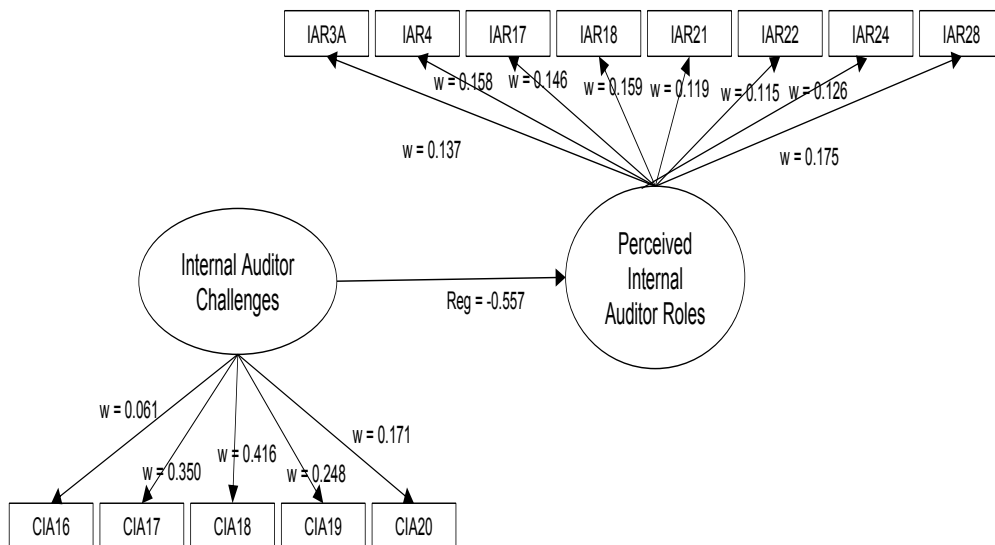 IAR3A IAR4 IAR17 IAR18 IAR21 IAR22 IAR24 IAR28
w = 0.158 w = 0.146 w = 0.159 w = 0.119 w = 0.115 w = 0.126
w = 0.137 w = 0.175
Internal Auditor
Challenges
Perceived
Internal
Auditor Roles
Reg = -0.557
w = 0.061 w = 0.350 w = 0.416 w = 0.248 w = 0.171
CIA16 CIA17 CIA18 CIA19 CIA20